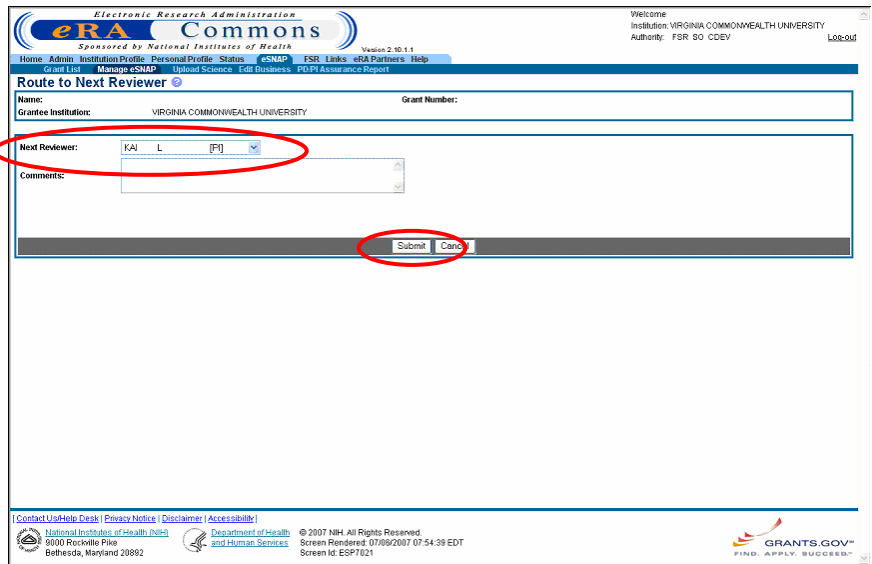 Electronic Research Administration
eRA Commons
Sponsored by National Institutes of Health
Version 2.10.1.1
Welcome
Institution: VIRGINIA COMMONWEALTH UNIVERSITY
Authority: FSR SO CDEV
Log-out
Home Admin Institution Profile Personal Profile Status eSNAP FSR Links eRA Partners Help
Grant List Manage eSNAP Upload Science Edit Business PD/PI Assurance Report
Route to Next Reviewer ?
Name: Grant Number:
Grantee Institution: VIRGINIA COMMONWEALTH UNIVERSITY
Next Reviewer: KAI L [PI]
Comments:
Submit Cancel
[ Contact Us/Help Desk | Privacy Notice | Disclaimer | Accessibility ]
National Institutes of Health (NIH)
9000 Rockville Pike
Bethesda, Maryland 20892
Department of Health
and Human Services
© 2007 NIH. All Rights Reserved.
Screen Rendered: 07/06/2007 07:54:39 EDT
Screen Id: ESP7021
GRANTS.GOV℠
FIND. APPLY. SUCCEED.℠